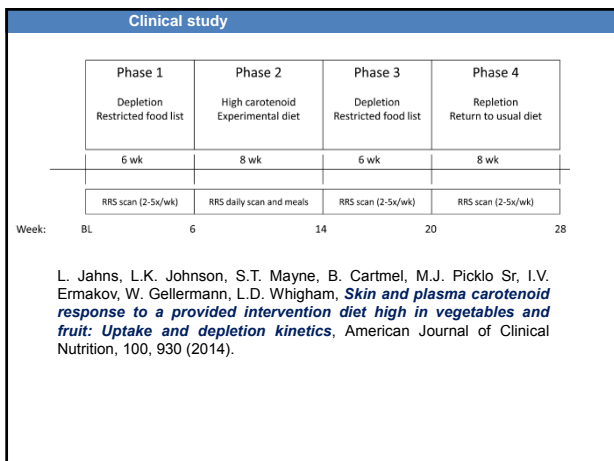 Clinical study
Phase 1 Phase 2 Phase 3 Phase 4
Depletion High carotenoid Depletion Repletion
Restricted food list Experimental diet Restricted food list Return to usual diet
6 wk 8 wk 6 wk 8 wk
RRS scan (2-5x/wk) RRS daily scan and meals RRS scan (2-5x/wk) RRS scan (2-5x/wk)
Week: BL 6 14 20 28
L. Jahns, L.K. Johnson, S.T. Mayne, B. Cartmel, M.J. Picklo Sr, I.V.
Ermakov, W. Gellermann, L.D. Whigham, Skin and plasma carotenoid
response to a provided intervention diet high in vegetables and
fruit: Uptake and depletion kinetics, American Journal of Clinical
Nutrition, 100, 930 (2014).